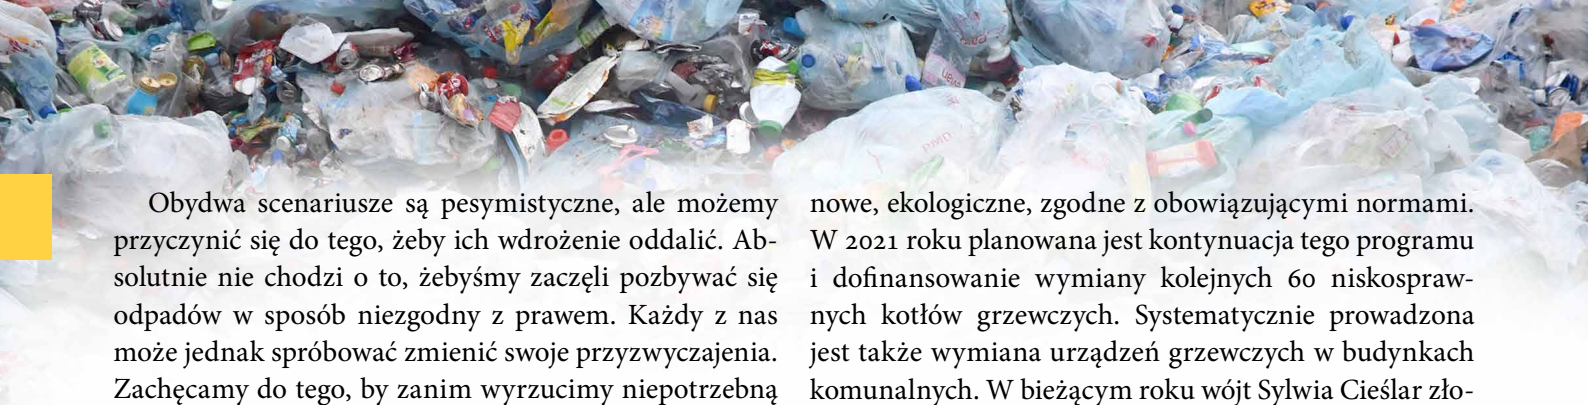 Obydwa scenariusze są pesymistyczne, ale możemy
przyczynić się do tego, żeby ich wdrożenie oddalić. Ab-
solutnie nie chodzi o to, żebyśmy zaczęli pozbywać się
odpadów w sposób niezgodny z prawem. Każdy z nas
może jednak spróbować zmienić swoje przyzwyczajenia.
Zachęcamy do tego, by zanim wyrzucimy niepotrzebną
nowe, ekologiczne, zgodne z obowiązującymi normami.
W 2021 roku planowana jest kontynuacja tego programu
i dofinansowanie wymiany kolejnych 60 niskospraw-
nych kotłów grzewczych. Systematycznie prowadzona
jest także wymiana urządzeń grzewczych w budynkach
komunalnych. W bieżącym roku wójt Sylwia Cieślar zło-